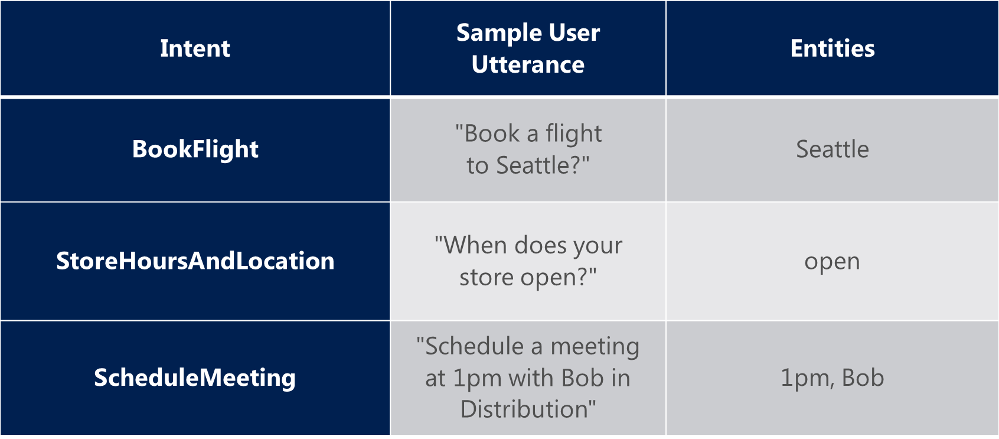 Intent
Sample User
Utterance
Entities
BookFlight
"Book a flight
to Seattle?"
Seattle
StoreHoursAndLocation
"When does your
store open?"
open
ScheduleMeeting
"Schedule a meeting
at 1pm with Bob in
Distribution"
1pm, Bob